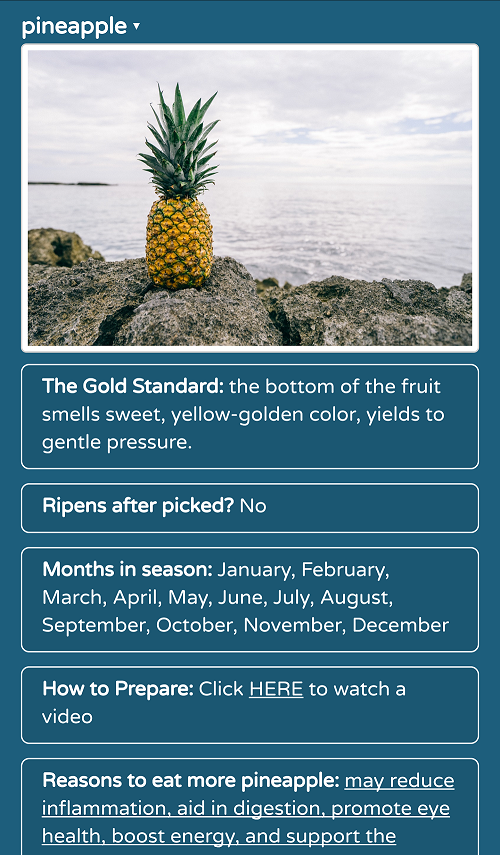 pineapple ▾
The Gold Standard: the bottom of the fruit
smells sweet, yellow-golden color, yields to
gentle pressure.
Ripens after picked? No
Months in season: January, February,
March, April, May, June, July, August,
September, October, November, December
How to Prepare: Click HERE to watch a
video
Reasons to eat more pineapple: may reduce
inflammation, aid in digestion, promote eye
health, boost energy, and support the